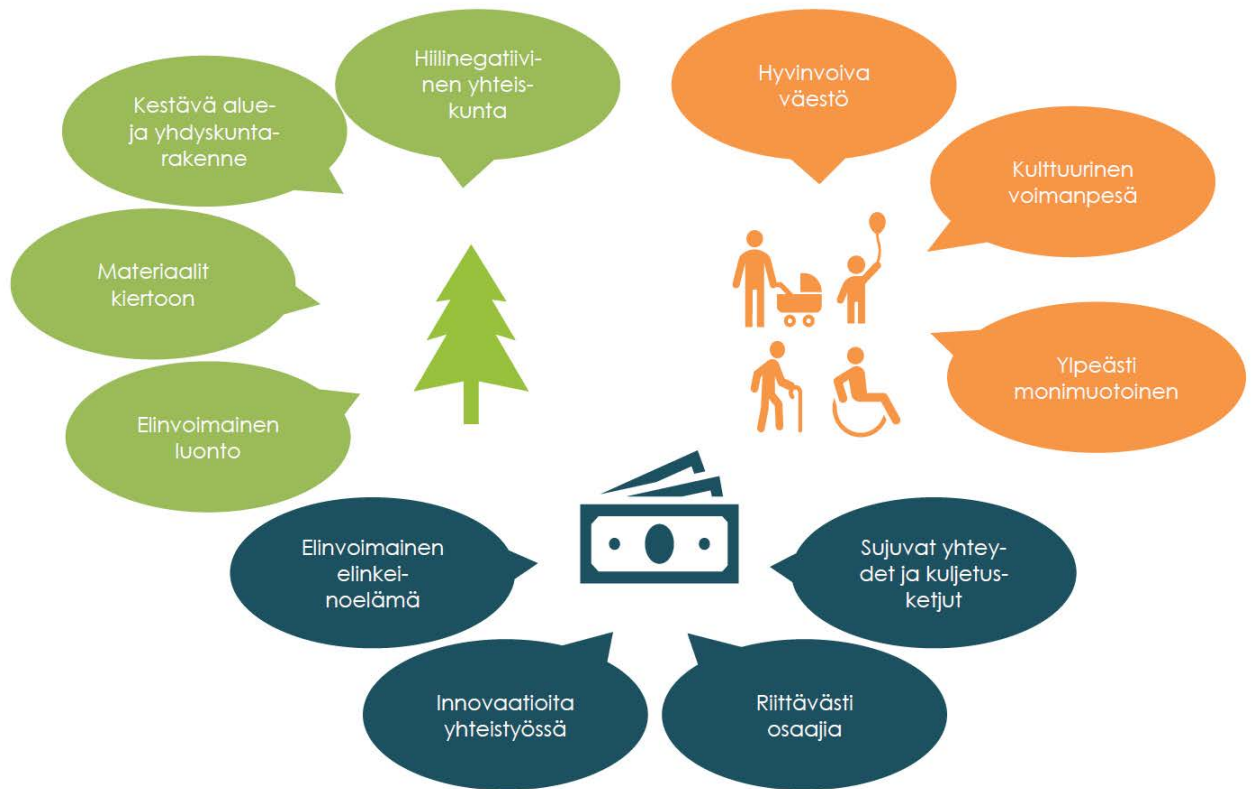 Hiilinegatiivi-
nen yhteis-
kunta
Kestävä alue-
ja yhdyskunta-
rakenne
Materiaalit
kiertoon
Elinvoimainen
luonto
Hyvinvoiva
väestö
Kulttuurinen
voimanpesä
Ylpeästi
monimuotoinen
Elinvoimainen
elinkei-
noelämä
Innovaatioita
yhteistyössä
Riittävästi
osaajia
Sujuvat yhtey-
det ja kuljetus-
ketjut